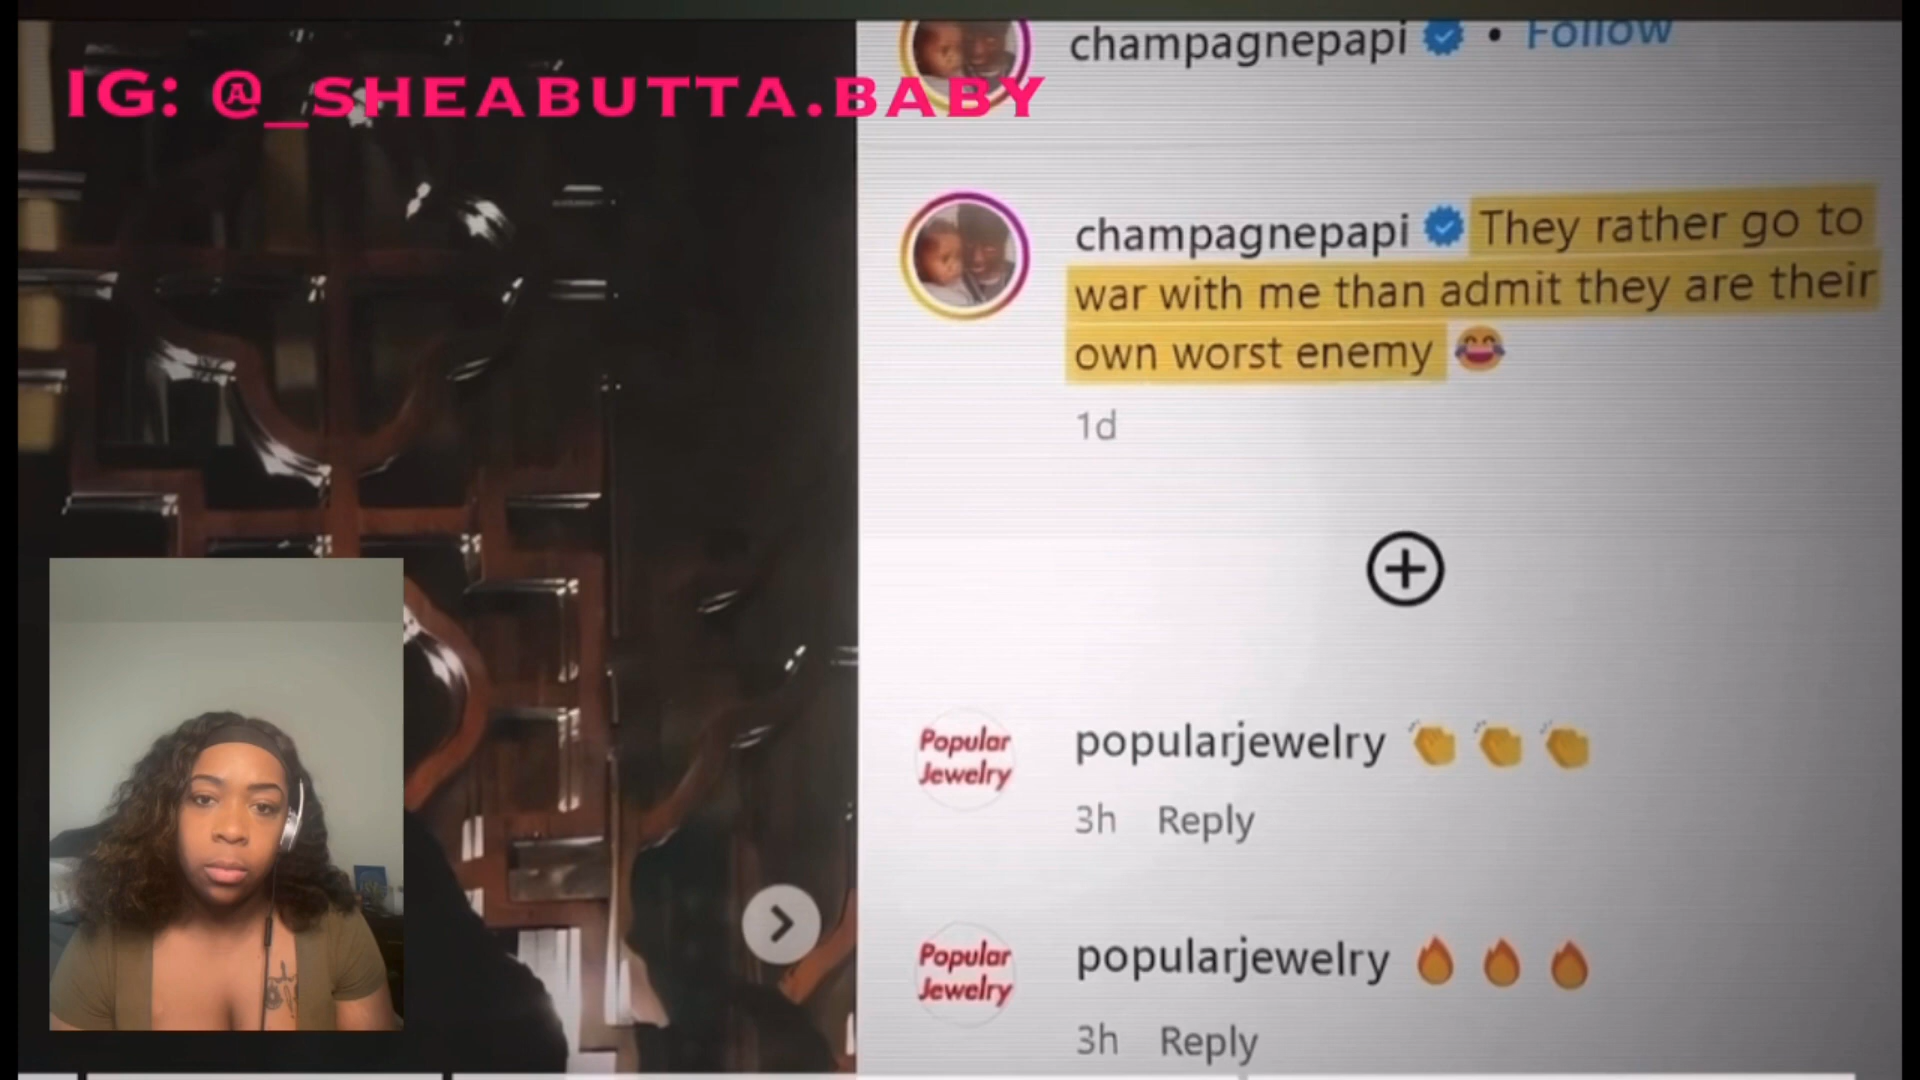 champagnepapi • Follow
IG: @_SHEABUTTA.BABY
champagnepapi They rather go to
war with me than admit they are their
own worst enemy 😂
1d
Popular
Jewelry
popularjewelry 👏 👏 👏
3h Reply
Popular
Jewelry
popularjewelry 🔥 🔥 🔥
3h Reply